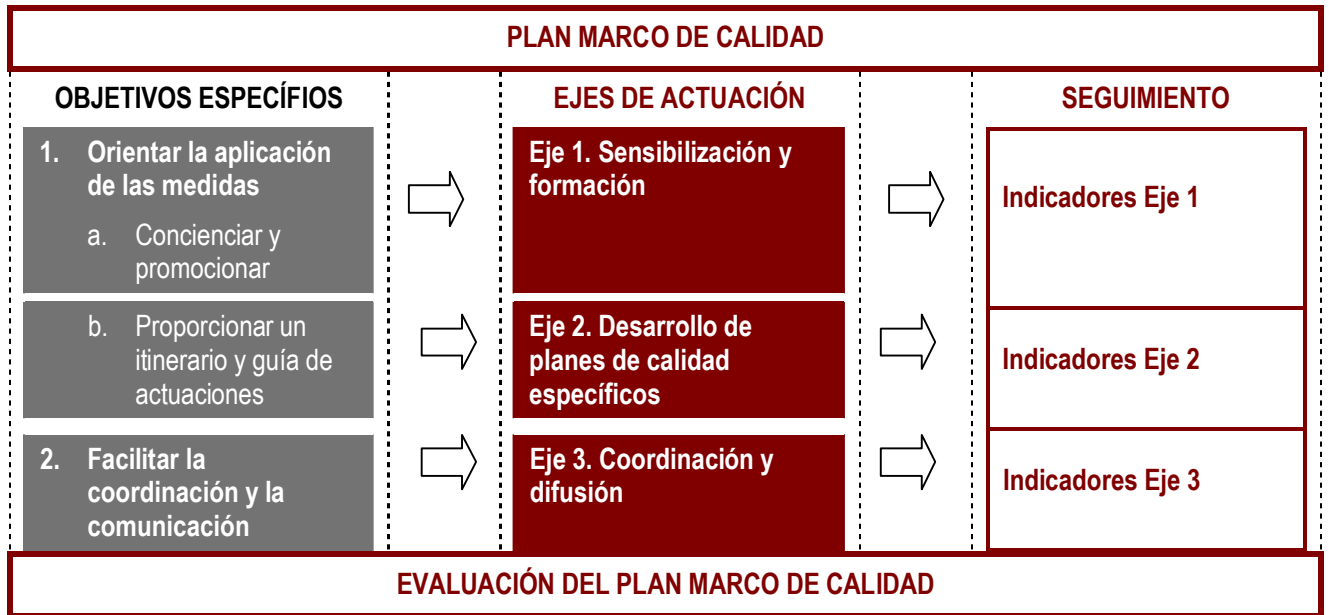 PLAN MARCO DE CALIDAD
OBJETIVOS ESPECÍFIOS
1. Orientar la aplicación
de las medidas
a. Concienciar y
promocionar
b. Proporcionar un
itinerario y guía de
actuaciones
2. Facilitar la
coordinación y la
comunicación
EJES DE ACTUACIÓN
Eje 1. Sensibilización y
formación
Eje 2. Desarrollo de
planes de calidad
específicos
Eje 3. Coordinación y
difusión
SEGUIMIENTO
Indicadores Eje 1
Indicadores Eje 2
Indicadores Eje 3
EVALUACIÓN DEL PLAN MARCO DE CALIDAD